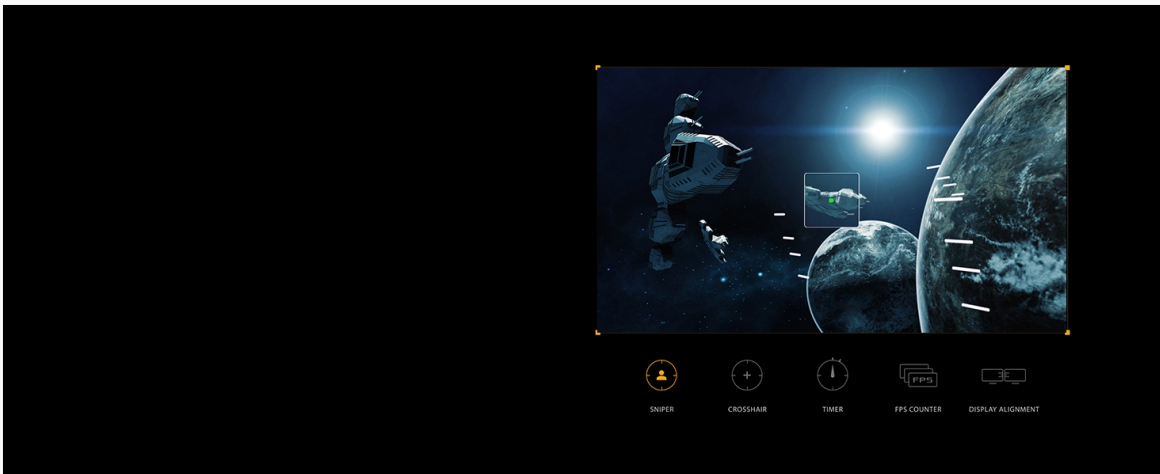 FPS
SNIPER
CROSSHAIR
TIMER
FPS COUNTER
DISPLAY ALIGNMENT